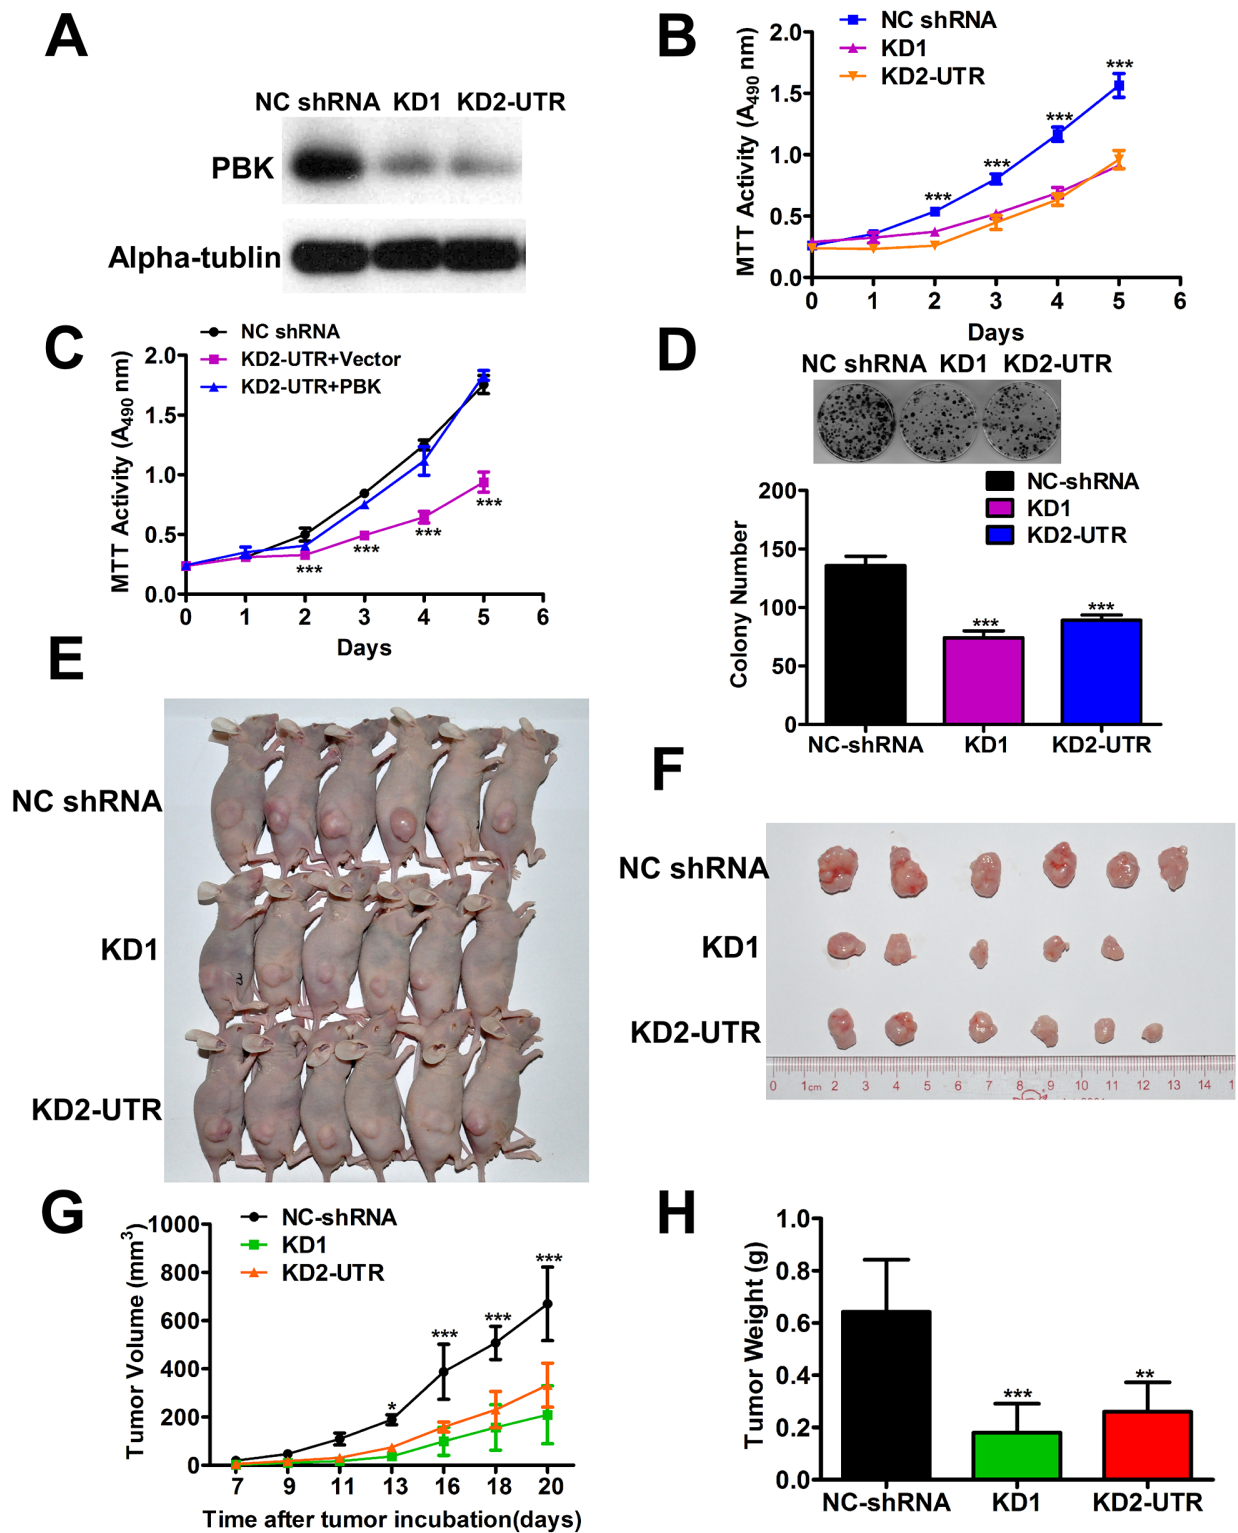 A
NC shRNA KD1 KD2-UTR
PBK
Alpha-tublin
B
NC shRNA
KD1
KD2-UTR
MTT Activity (A490 nm)
2.0
1.5
1.0
0.5
0.0
***
***
***
***
0 1 2 3 4 5 6
Days
C
NC shRNA
KD2-UTR+Vector
KD2-UTR+PBK
MTT Activity (A490 nm)
2.0
1.5
1.0
0.5
0.0
***
***
***
***
0 1 2 3 4 5 6
Days
D
NC shRNA KD1 KD2-UTR
NC-shRNA
KD1
KD2-UTR
Colony Number
200
150
100
50
0
***
***
NC-shRNA KD1 KD2-UTR
E
NC shRNA
KD1
KD2-UTR
F
NC shRNA
KD1
KD2-UTR
0 1cm 2 3 4 5 6 7 8 9 10 11 12 13 14
G
NC-shRNA
KD1
KD2-UTR
Tumor Volume (mm3)
1000
800
600
400
200
0
*
***
***
***
7 9 11 13 16 18 20
Time after tumor incubation(days)
H
Tumor Weight (g)
1.0
0.8
0.6
0.4
0.2
0.0
***
**
NC-shRNA KD1 KD2-UTR